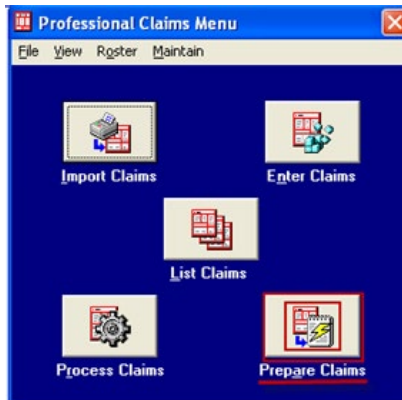 Professional Claims Menu
File View Roster Maintain
Import Claims Enter Claims
List Claims
Process Claims Prepare Claims